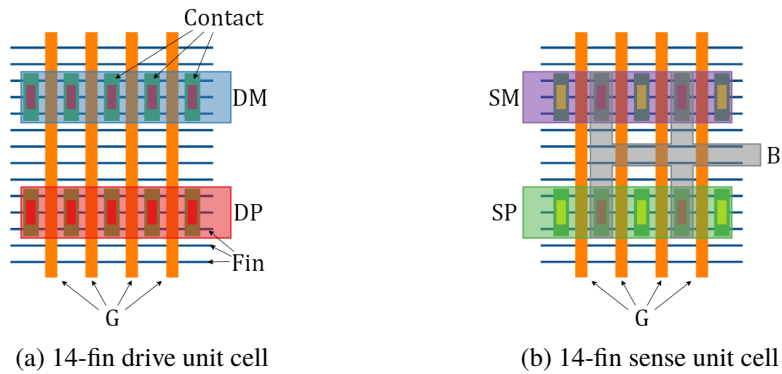 Contact
DM
DP
Fin
G
(a) 14-fin drive unit cell
SM
B
SP
G
(b) 14-fin sense unit cell